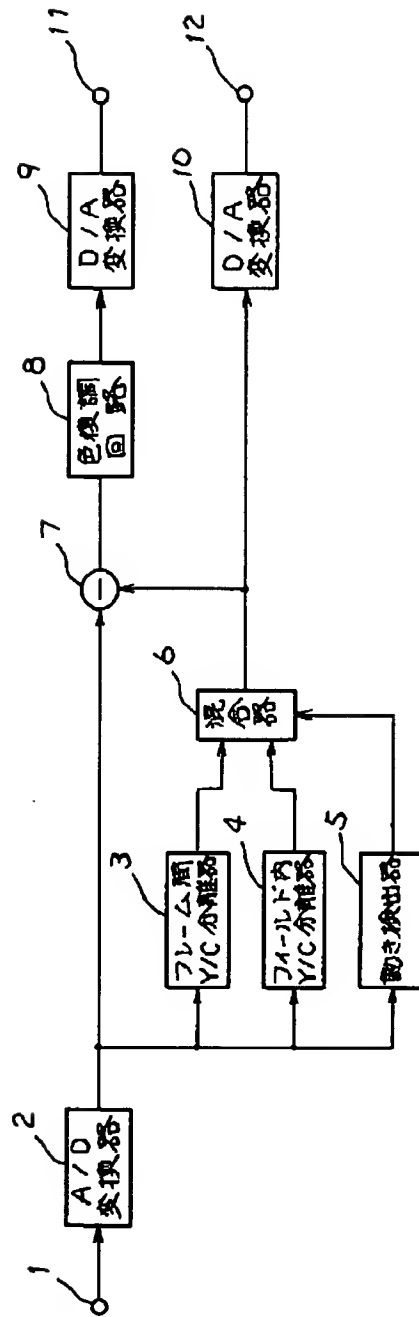 1
2
A/D
変換器
3
フレーム間
Y/C分離器
4
フィールド内
Y/C分離器
5
動き検出器
6
混合器
7
−
8
色復調
回路
9
D/A
変換器
10
D/A
変換器
11
12